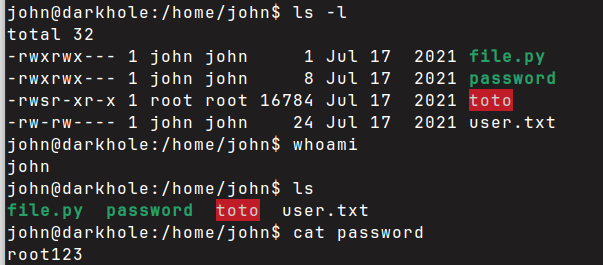 john@darkhole:/home/john$ ls -l
total 32
-rwxrwx--- 1 john john     1 Jul 17  2021 file.py
-rwxrwx--- 1 john john     8 Jul 17  2021 password
-rwsr-xr-x 1 root root 16784 Jul 17  2021 toto
-rw-rw---- 1 john john    24 Jul 17  2021 user.txt
john@darkhole:/home/john$ whoami
john
john@darkhole:/home/john$ ls
file.py  password  toto  user.txt
john@darkhole:/home/john$ cat password
root123